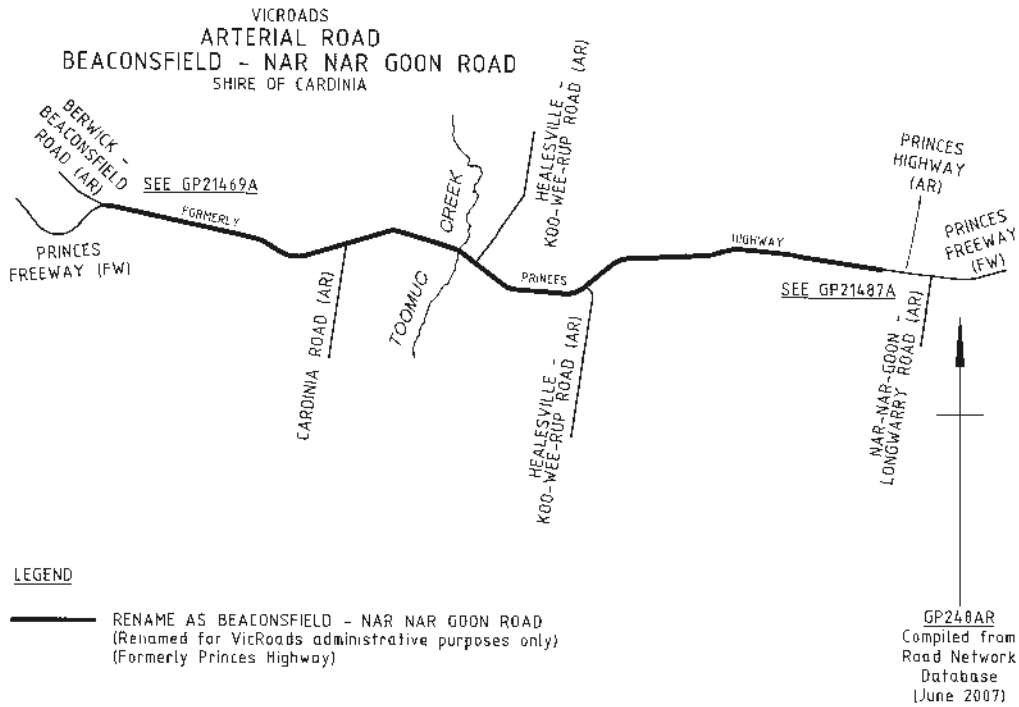 VICROADS
ARTERIAL ROAD
BEACONSFIELD - NAR NAR GOON ROAD
SHIRE OF CARDINIA
BERWICK -
BEACONSFIELD
ROAD (AR)
SEE GP21469A
FORMERLY
PRINCES
FREEWAY (FW)
CARDINIA ROAD (AR)
TOOMUC
CREEK
HEALESVILLE -
KOO-WEE-RUP ROAD (AR)
PRINCES
HEALESVILLE -
KOO-WEE-RUP ROAD (AR)
HIGHWAY
SEE GP21487A
PRINCES
HIGHWAY
(AR)
PRINCES
FREEWAY
(FW)
NAR-NAR-GOON -
LONGWARRY ROAD (AR)
LEGEND
RENAME AS BEACONSFIELD - NAR NAR GOON ROAD
(Renamed for VicRoads administrative purposes only)
(Formerly Princes Highway)
GP248AR
Compiled from
Road Network
Database
(June 2007)